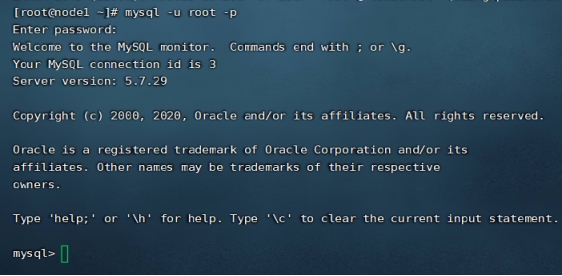 [root@node1 ~]# mysql -u root -p
Enter password:
Welcome to the MySQL monitor.  Commands end with ; or \g.
Your MySQL connection id is 3
Server version: 5.7.29
Copyright (c) 2000, 2020, Oracle and/or its affiliates. All rights reserved.
Oracle is a registered trademark of Oracle Corporation and/or its
affiliates. Other names may be trademarks of their respective
owners.
Type 'help;' or '\h' for help. Type '\c' to clear the current input statement.
mysql>